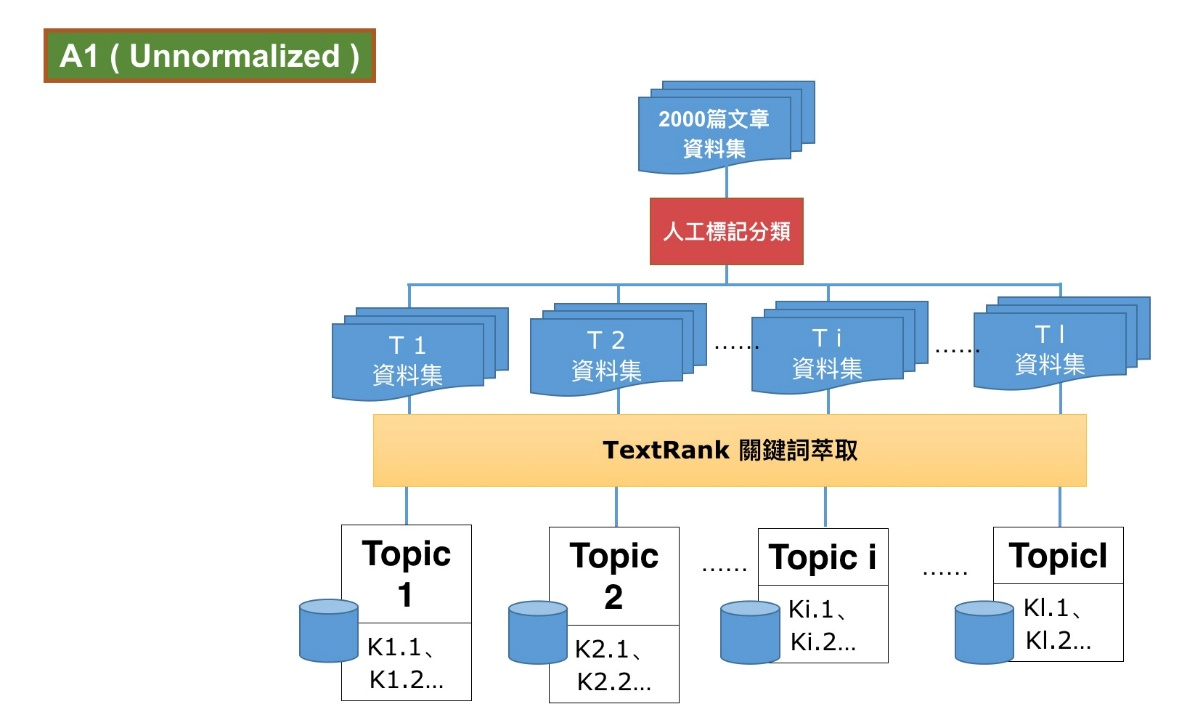 A1 ( Unnormalized )
2000篇文章
資料集
人工標記分類
T 1
資料集
T 2
資料集
......
T i
資料集
......
T l
資料集
TextRank 關鍵詞萃取
Topic
1
K1.1、
K1.2...
Topic
2
K2.1、
K2.2...
......
Topic i
Ki.1、
Ki.2...
......
Topicl
Kl.1、
Kl.2...